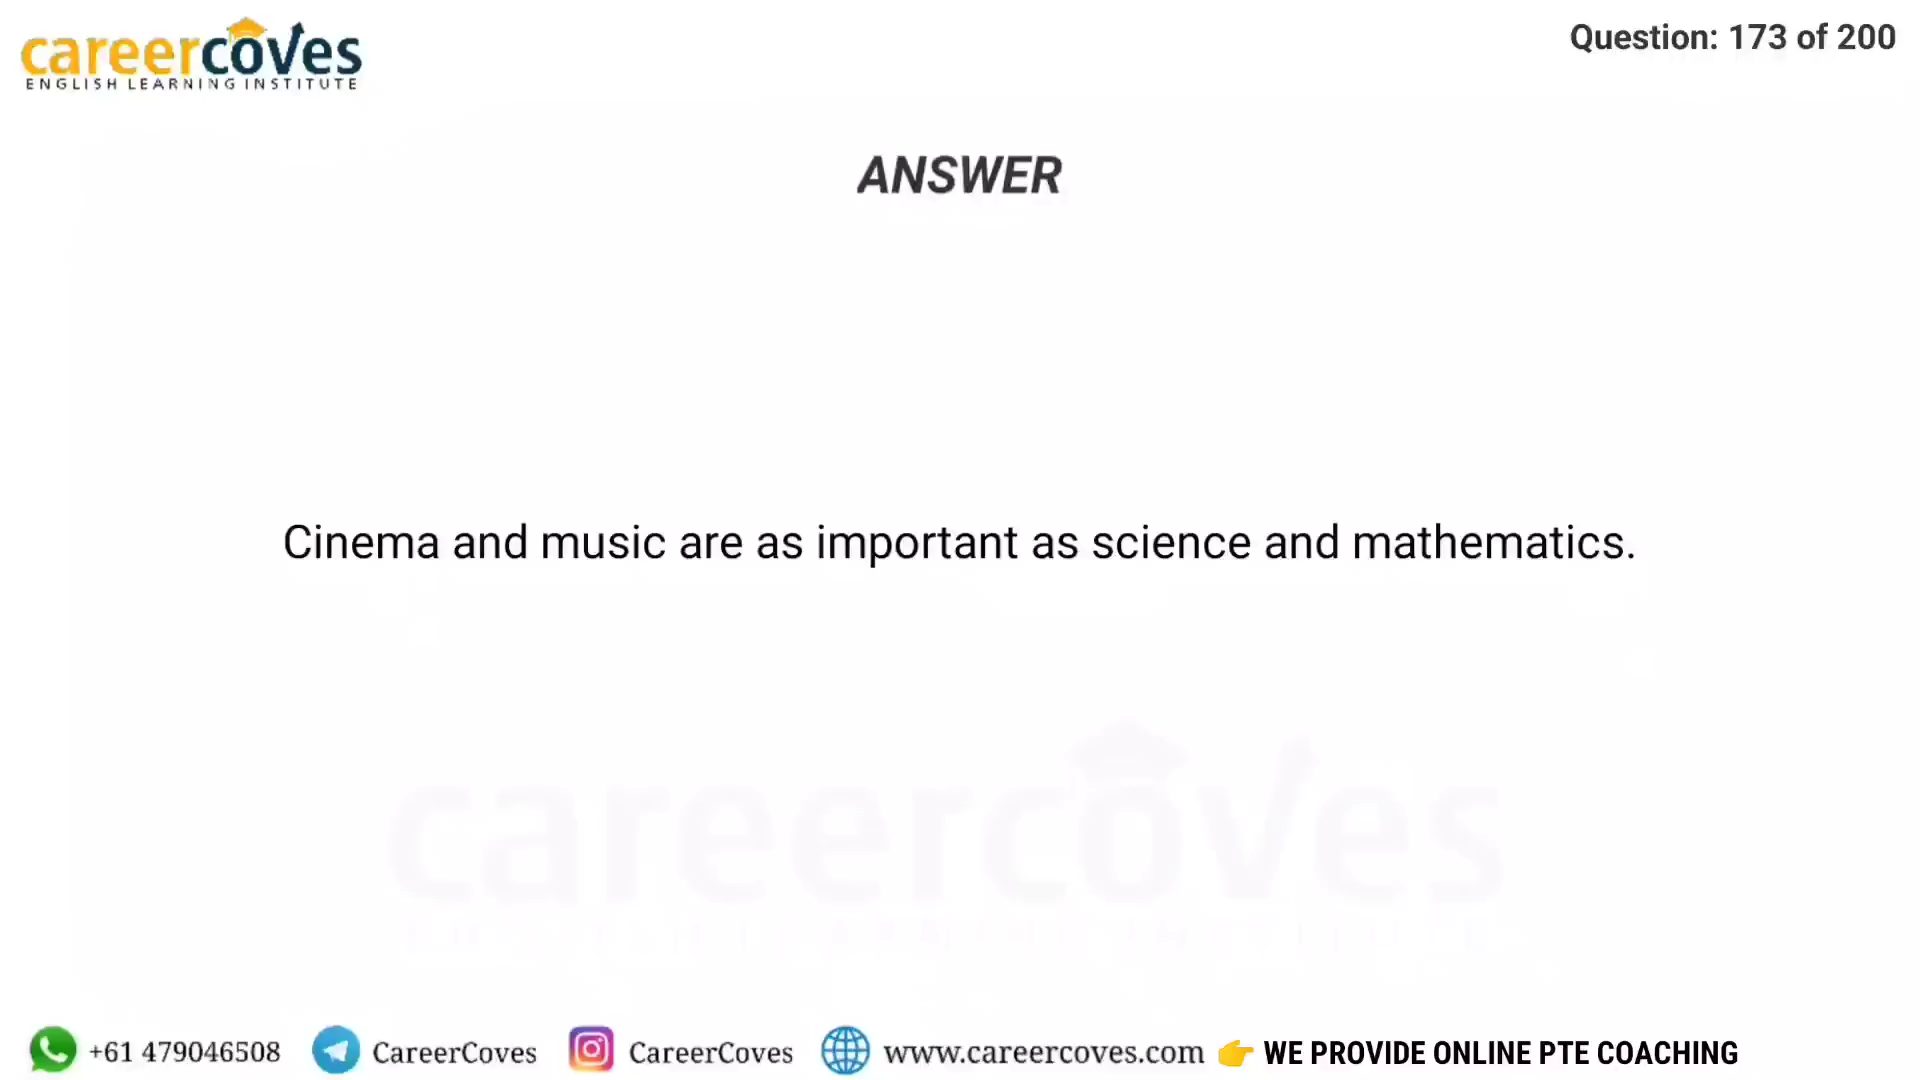 careercoves
ENGLISH LEARNING INSTITUTE
Question: 173 of 200
ANSWER
Cinema and music are as important as science and mathematics.
careercoves
+61 479046508 CareerCoves CareerCoves www.careercoves.com WE PROVIDE ONLINE PTE COACHING